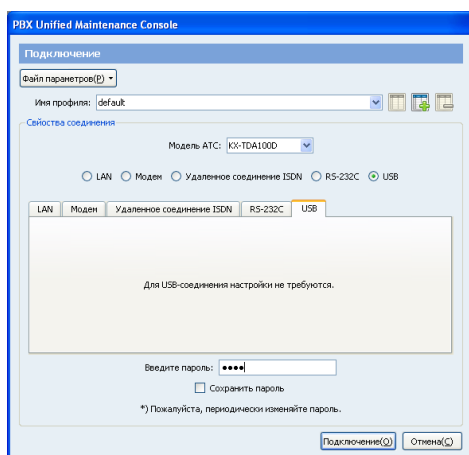 PBX Unified Maintenance Console
Подключение
Файл параметров(P)
Имя профиля: default
Свойства соединения
Модель АТС: KX-TDA100D
LAN Модем Удаленное соединение ISDN RS-232C USB
LAN Модем Удаленное соединение ISDN RS-232C USB
Для USB-соединения настройки не требуются.
Введите пароль: ●●●●
Сохранить пароль
*) Пожалуйста, периодически изменяйте пароль.
Подключение(O) Отмена(C)